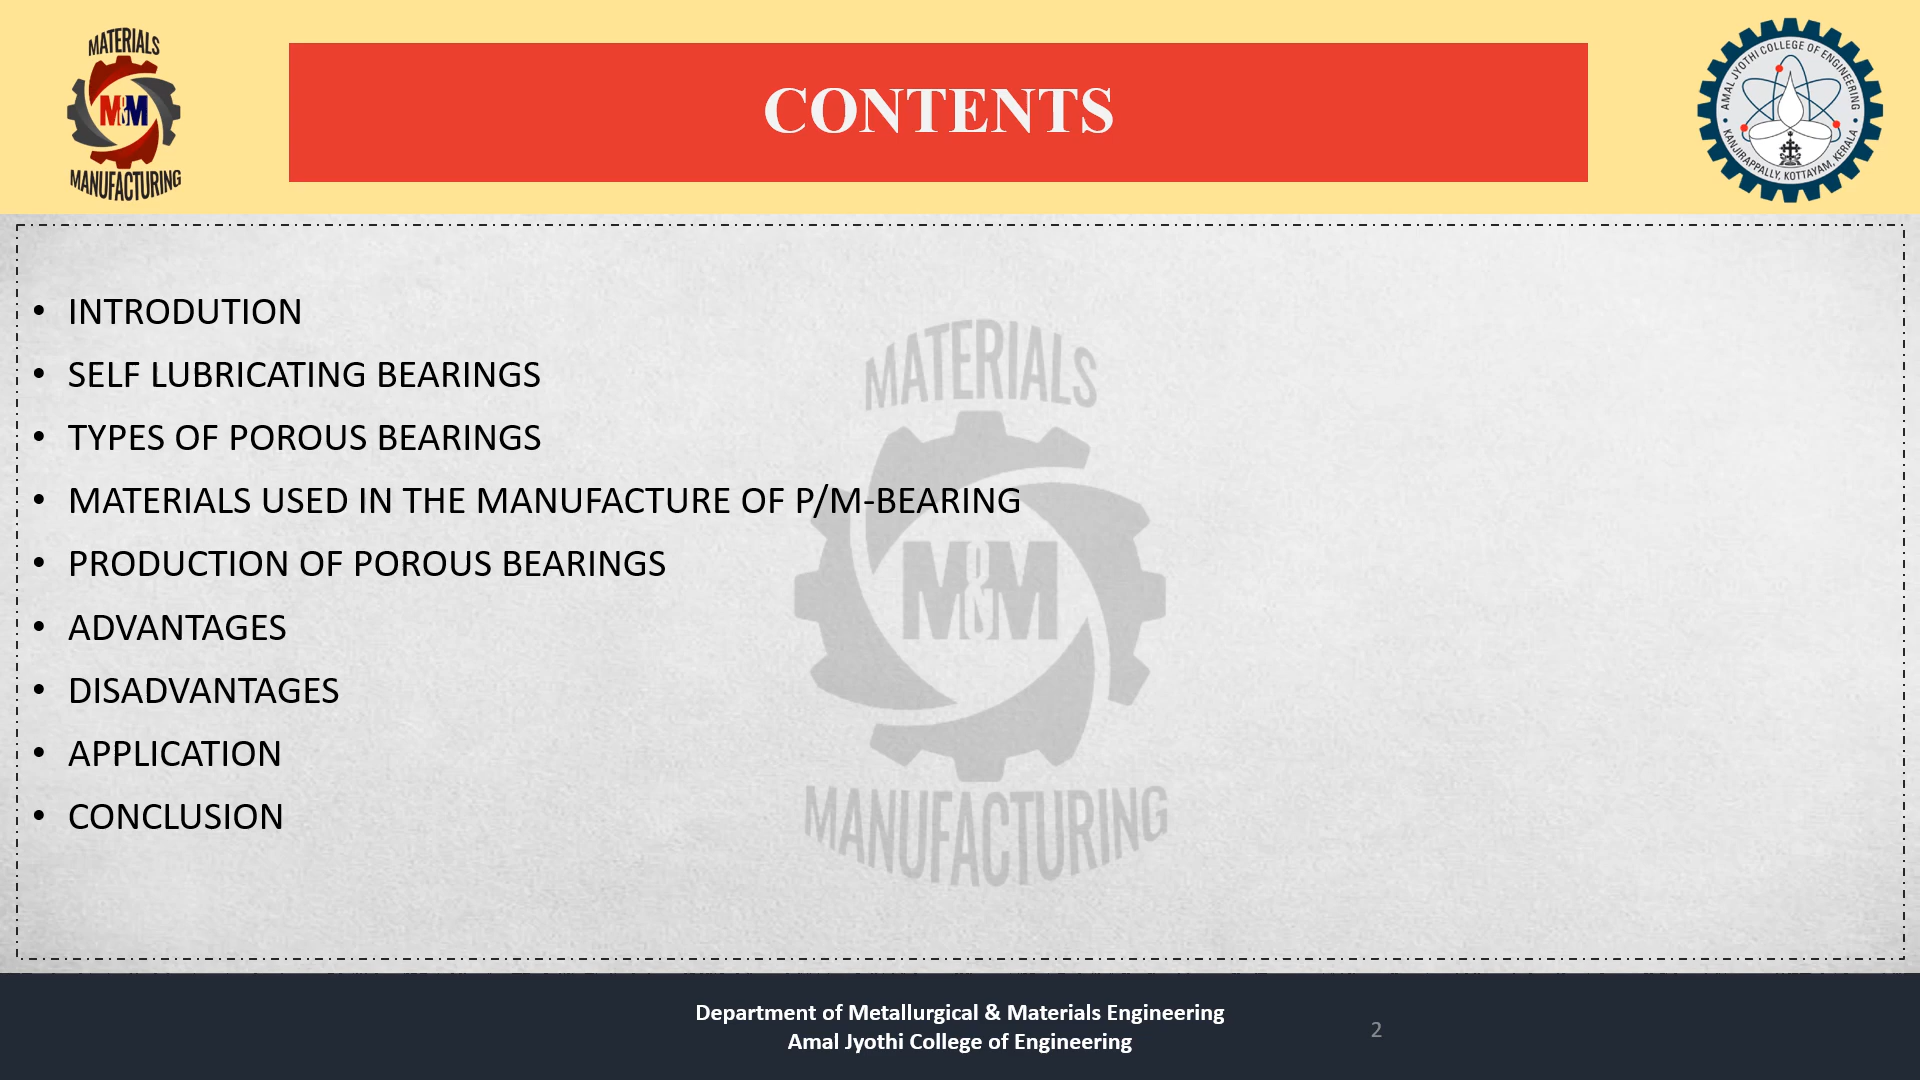 MATERIALS
M&M
MANUFACTURING
CONTENTS
AMAL JYOTHI COLLEGE OF ENGINEERING
KANJIRAPPALLY, KOTTAYAM, KERALA
• INTRODUTION
• SELF LUBRICATING BEARINGS
• TYPES OF POROUS BEARINGS
• MATERIALS USED IN THE MANUFACTURE OF P/M-BEARING
• PRODUCTION OF POROUS BEARINGS
• ADVANTAGES
• DISADVANTAGES
• APPLICATION
• CONCLUSION
MATERIALS
M&M
MANUFACTURING
Department of Metallurgical & Materials Engineering
Amal Jyothi College of Engineering
2